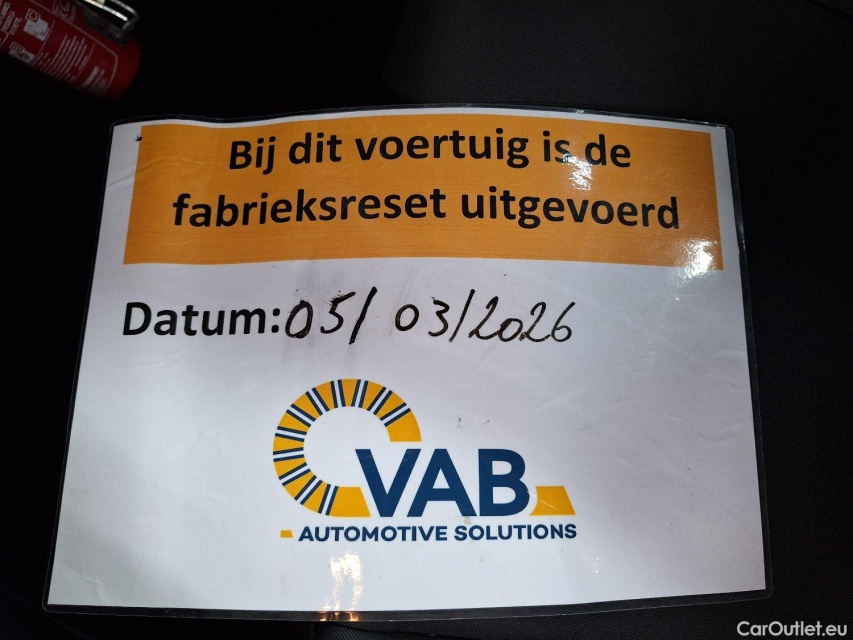 Bij dit voertuig is de
fabrieksreset uitgevoerd
Datum: 05/03/2026
VAB
AUTOMOTIVE SOLUTIONS
CarOutlet.eu